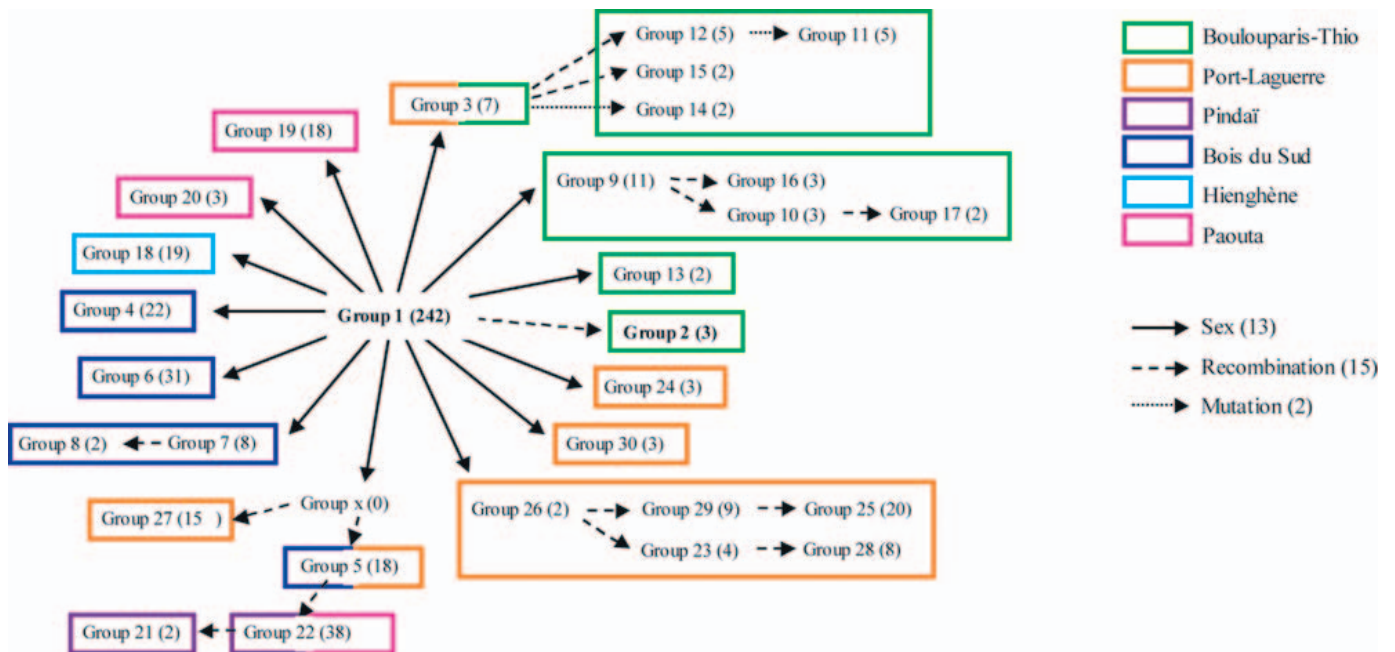 Group 12 (5) Group 11 (5)
Group 15 (2)
Group 3 (7)
Group 14 (2)
Group 19 (18)
Group 9 (11) Group 16 (3)
Group 20 (3)
Group 10 (3) Group 17 (2)
Group 18 (19)
Group 13 (2)
Group 4 (22)
Group 1 (242)
Group 2 (3)
Group 6 (31)
Group 24 (3)
Group 8 (2) Group 7 (8)
Group 30 (3)
Group x (0)
Group 27 (15 )
Group 26 (2) Group 29 (9) Group 25 (20)
Group 23 (4) Group 28 (8)
Group 5 (18)
Group 21 (2) Group 22 (38)
Boulouparis-Thio
Port-Laguerre
Pindaï
Bois du Sud
Hienghène
Paouta
Sex (13)
Recombination (15)
Mutation (2)